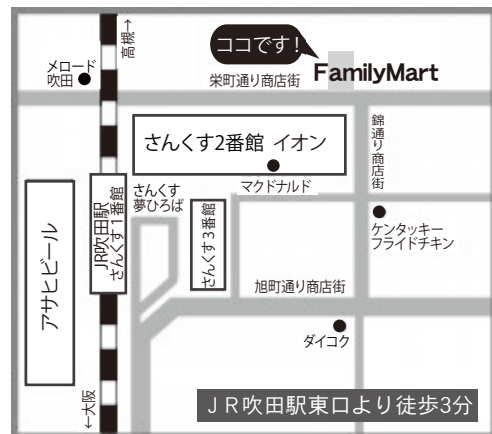 高槻→
ココです!
FamilyMart
メロード
吹田
栄町通り商店街
さんくす2番館 イオン
マクドナルド
錦通り商店街
JR吹田駅
さんくす1番館
さんくす
夢ひろば
さんくす3番館
ケンタッキー
フライドチキン
アサヒビール
旭町通り商店街
ダイコク
←大阪
JR吹田駅東口より徒歩3分